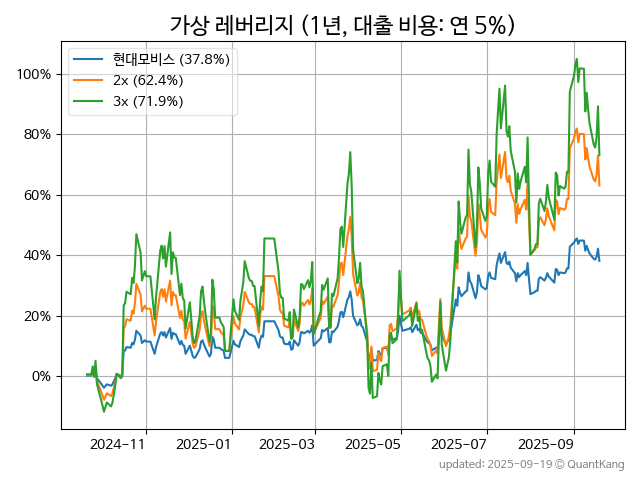 가상 레버리지 (1년, 대출 비용: 연 5%)
현대모비스 (37.8%)
2x (62.4%)
3x (71.9%)
100%
80%
60%
40%
20%
0%
2024-11
2025-01
2025-03
2025-05
2025-07
2025-09
updated: 2025-09-19 © QuantKang